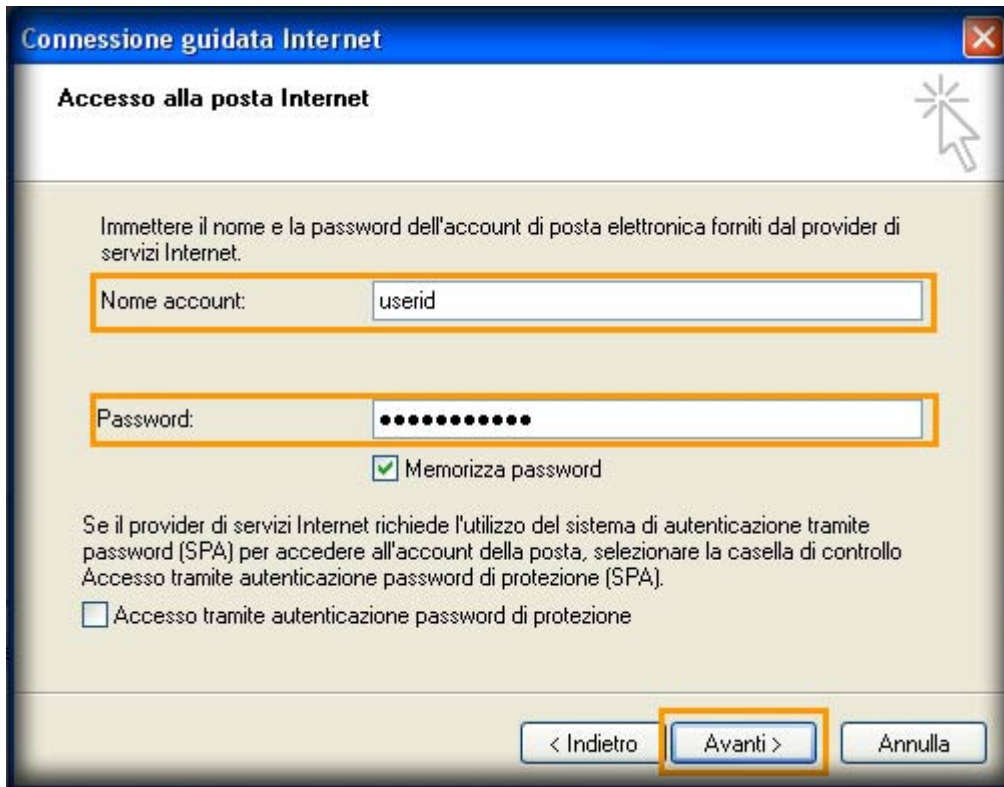 Connessione guidata Internet
Accesso alla posta Internet
Immettere il nome e la password dell'account di posta elettronica forniti dal provider di
servizi Internet.
Nome account: userid
Password: •••••••••••
Memorizza password
Se il provider di servizi Internet richiede l'utilizzo del sistema di autenticazione tramite
password (SPA) per accedere all'account della posta, selezionare la casella di controllo
Accesso tramite autenticazione password di protezione (SPA).
Accesso tramite autenticazione password di protezione
< Indietro Avanti > Annulla